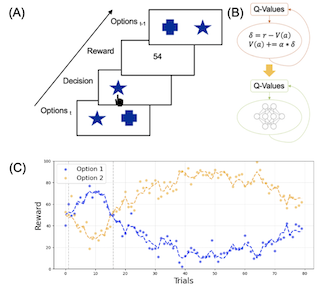 (A)
Options t-1
Reward
54
Decision
Options t
(B)
Q-Values
δ = r − V(a)
V(a) += α * δ
Q-Values
(C)
Option 1
Option 2
Reward
100
80
60
40
20
0
0
10
20
30
40
50
60
70
80
Trials